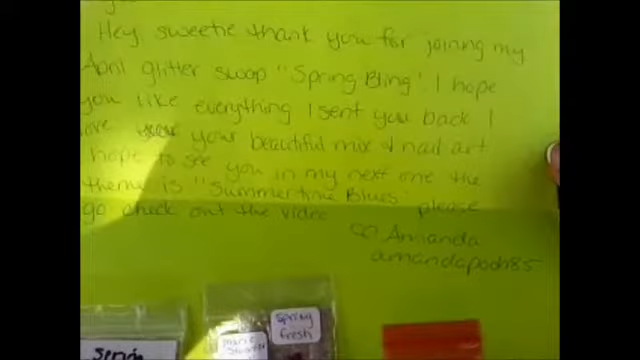 Hey, sweetie thank you for joining my
April glitter swap "Spring Bling". I hope
you like everything I sent you back I
love your beautiful mix & nail art
I hope to see you in my next one the
theme is "Summertime Blues" please
go check out the video
Amanda
spring
fresh